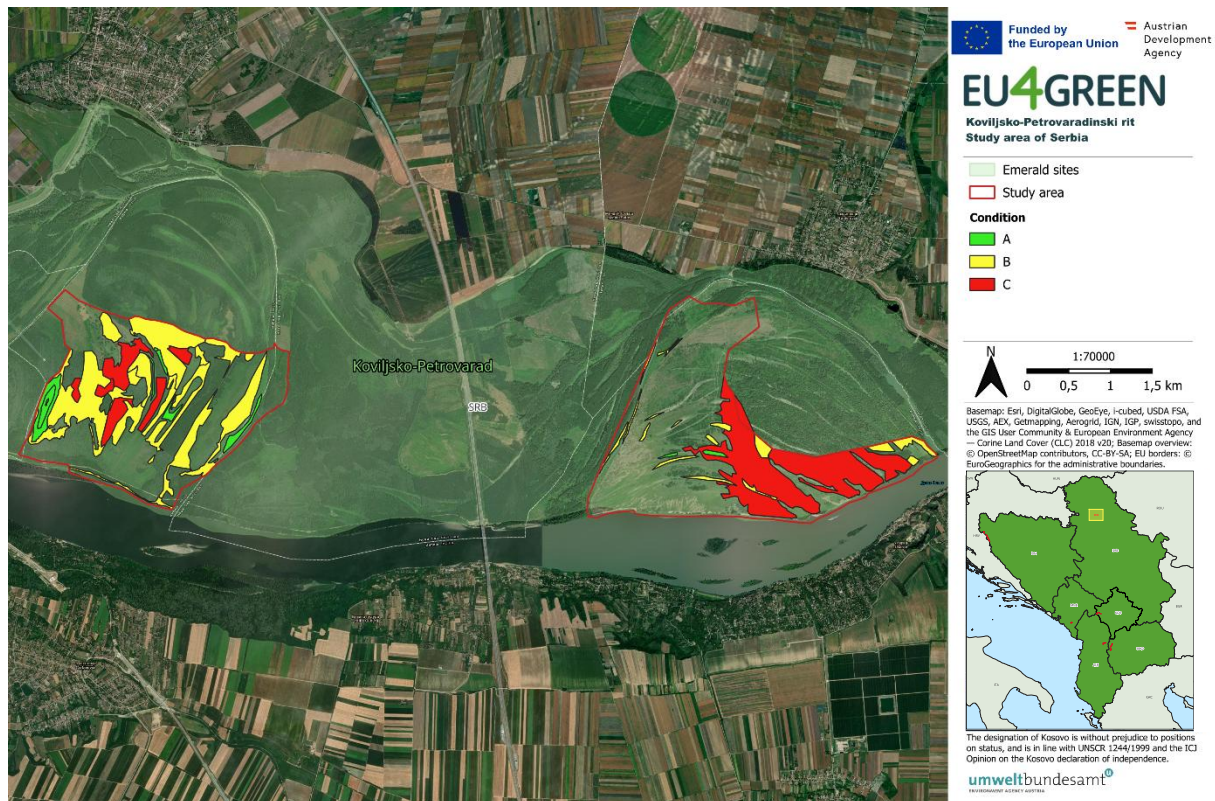 Funded by
the European Union
Austrian
Development
Agency
EU4GREEN
Koviljsko-Petrovaradinski rit
Study area of Serbia
Emerald sites
Study area
Condition
A
B
C
N
1:70000
0 0,5 1 1,5 km
Basemap: Esri, DigitalGlobe, GeoEye, i-cubed, USDA FSA,
USGS, AEX, Getmapping, Aerogrid, IGN, IGP, swisstopo, and
the GIS User Community & European Environment Agency
— Corine Land Cover (CLC) 2018 v20; Basemap overview:
© OpenStreetMap contributors, CC-BY-SA; EU borders: ©
EuroGeographics for the administrative boundaries.
The designation of Kosovo is without prejudice to positions
on status, and is in line with UNSCR 1244/1999 and the ICJ
Opinion on the Kosovo declaration of independence.
umweltbundesamt
ENVIRONMENT AGENCY AUSTRIA
Koviljsko-Petrovarad
SRB